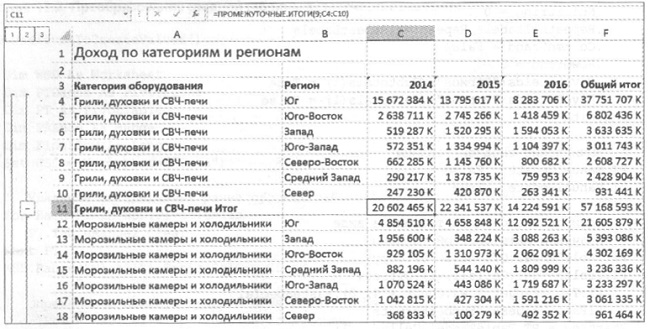 C11 =ПРОМЕЖУТОЧНЫЕ.ИТОГИ(9;C4:C10)
1 2 3 A B C D E F
1 Доход по категориям и регионам
2
3 Категория оборудования Регион 2014 2015 2016 Общий итог
4 Грили, духовки и СВЧ-печи Юг 15 672 384 К 13 795 617 К 8 283 706 К 37 751 707 К
5 Грили, духовки и СВЧ-печи Юго-Восток 2 638 711 К 2 745 266 К 1 418 459 К 6 802 436 К
6 Грили, духовки и СВЧ-печи Запад 519 287 К 1 520 295 К 1 594 053 К 3 633 635 К
7 Грили, духовки и СВЧ-печи Юго-Запад 572 351 К 1 334 994 К 1 104 397 К 3 011 743 К
8 Грили, духовки и СВЧ-печи Северо-Восток 662 285 К 1 145 760 К 800 682 К 2 608 727 К
9 Грили, духовки и СВЧ-печи Средний Запад 290 217 К 1 378 735 К 759 953 К 2 428 904 К
10 Грили, духовки и СВЧ-печи Север 247 230 К 420 870 К 263 341 К 931 441 К
11 Грили, духовки и СВЧ-печи Итог 20 602 465 К 22 341 537 К 14 224 591 К 57 168 593 К
12 Морозильные камеры и холодильники Юг 4 854 510 К 4 658 848 К 12 092 521 К 21 605 879 К
13 Морозильные камеры и холодильники Запад 1 956 600 К 348 224 К 3 088 263 К 5 393 086 К
14 Морозильные камеры и холодильники Юго-Восток 929 105 К 1 310 973 К 2 062 091 К 4 302 169 К
15 Морозильные камеры и холодильники Средний Запад 882 196 К 544 140 К 1 809 999 К 3 236 336 К
16 Морозильные камеры и холодильники Юго-Запад 1 070 524 К 443 086 К 1 719 687 К 3 233 297 К
17 Морозильные камеры и холодильники Северо-Восток 1 042 815 К 427 304 К 1 591 216 К 3 061 335 К
18 Морозильные камеры и холодильники Север 368 833 К 100 279 К 492 352 К 961 464 К